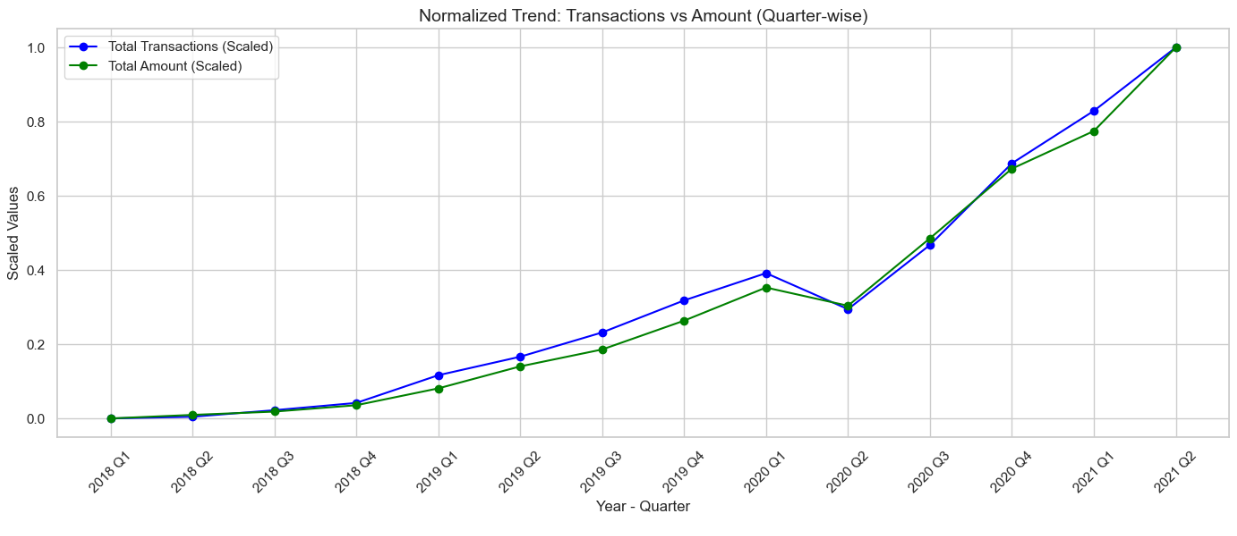 Normalized Trend: Transactions vs Amount (Quarter-wise)
Total Transactions (Scaled)
Total Amount (Scaled)
Scaled Values
1.0
0.8
0.6
0.4
0.2
0.0
2018 Q1
2018 Q2
2018 Q3
2018 Q4
2019 Q1
2019 Q2
2019 Q3
2019 Q4
2020 Q1
2020 Q2
2020 Q3
2020 Q4
2021 Q1
2021 Q2
Year - Quarter